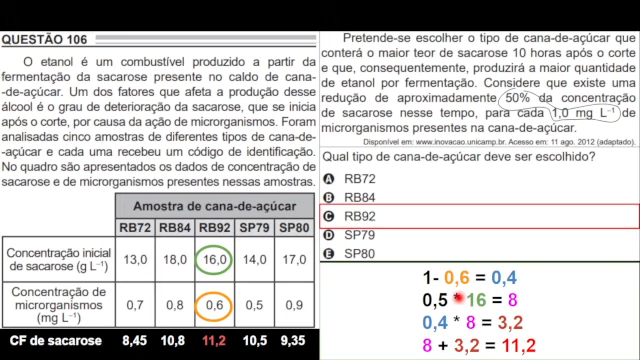 QUESTÃO 106
O etanol é um combustível produzido a partir da
fermentação da sacarose presente no caldo de cana-
-de-açúcar. Um dos fatores que afeta a produção desse
álcool é o grau de deterioração da sacarose, que se inicia
após o corte, por causa da ação de microrganismos. Foram
analisadas cinco amostras de diferentes tipos de cana-de-
-açúcar e cada uma recebeu um código de identificação.
No quadro são apresentados os dados de concentração de
sacarose e de microrganismos presentes nessas amostras.
Amostra de cana-de-açúcar
RB72 RB84 RB92 SP79 SP80
Concentração inicial
de sacarose (g L⁻¹) 13,0 18,0 16,0 14,0 17,0
Concentração de
microrganismos
(mg L⁻¹) 0,7 0,8 0,6 0,5 0,9
CF de sacarose 8,45 10,8 11,2 10,5 9,35
Pretende-se escolher o tipo de cana-de-açúcar que
conterá o maior teor de sacarose 10 horas após o corte
e que, consequentemente, produzirá a maior quantidade
de etanol por fermentação. Considere que existe uma
redução de aproximadamente 50% da concentração
de sacarose nesse tempo, para cada 1,0 mg L⁻¹ de
microrganismos presentes na cana-de-açúcar.
Disponível em: www.inovacao.unicamp.br. Acesso em: 11 ago. 2012 (adaptado).
Qual tipo de cana-de-açúcar deve ser escolhido?
A RB72
B RB84
C RB92
D SP79
E SP80
1- 0,6 = 0,4
0,5 * 16 = 8
0,4 * 8 = 3,2
8 + 3,2 = 11,2